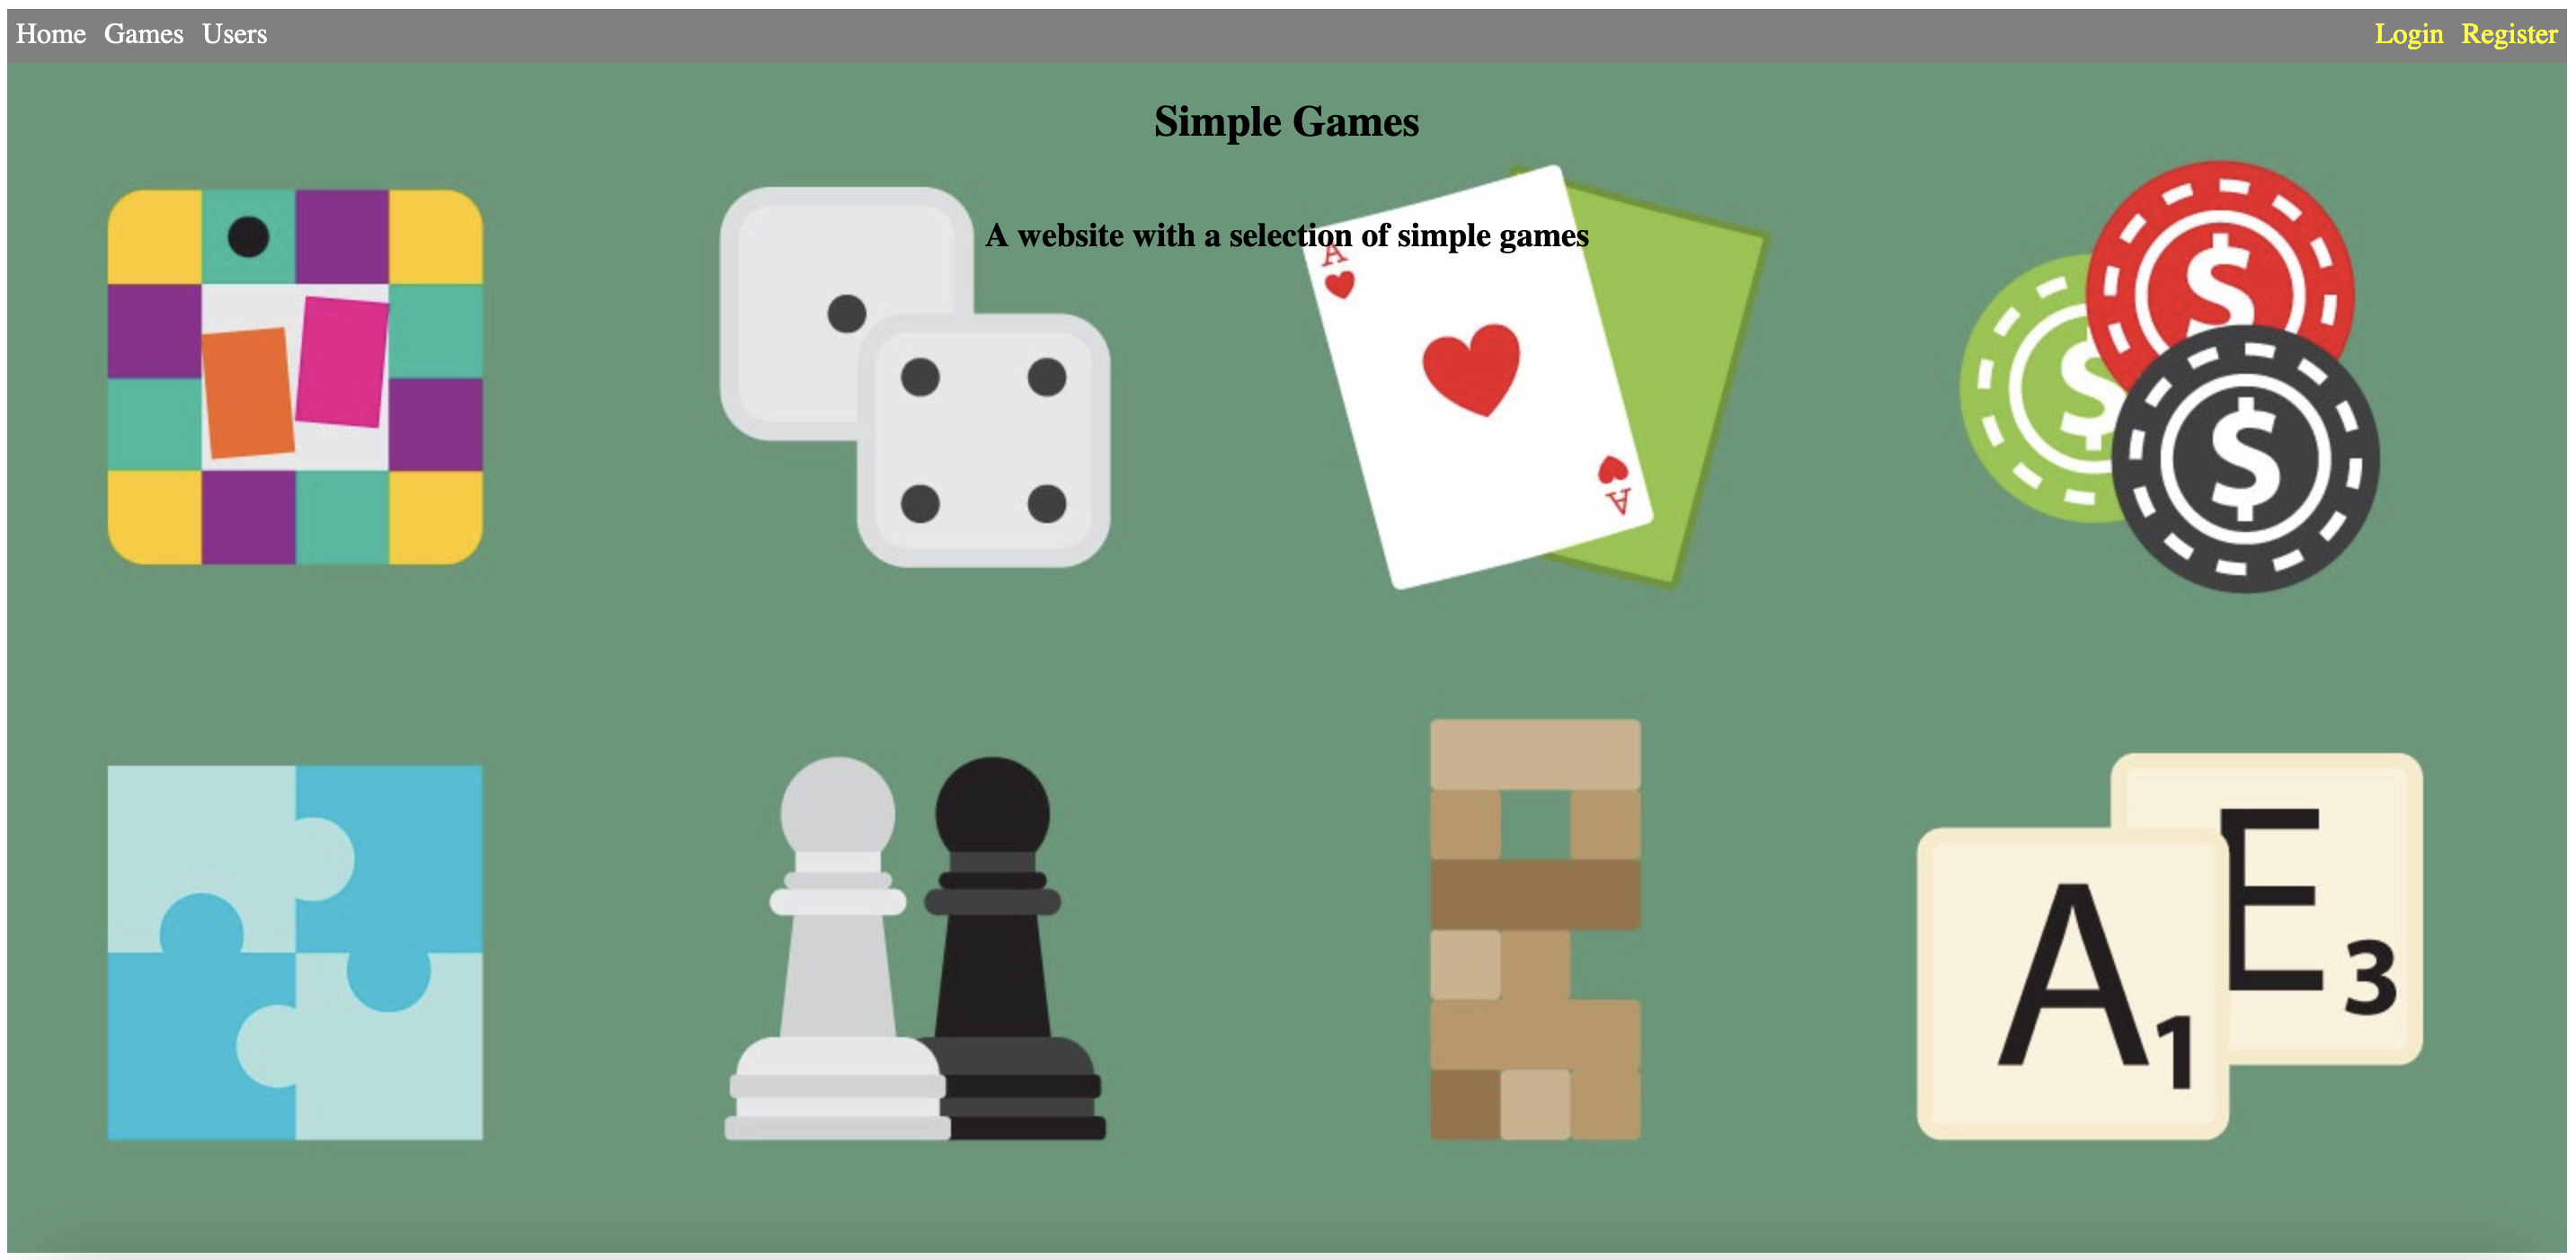 Home Games Users Login Register
Simple Games
A website with a selection of simple games
A
A
$
$
$
E
3
A
1